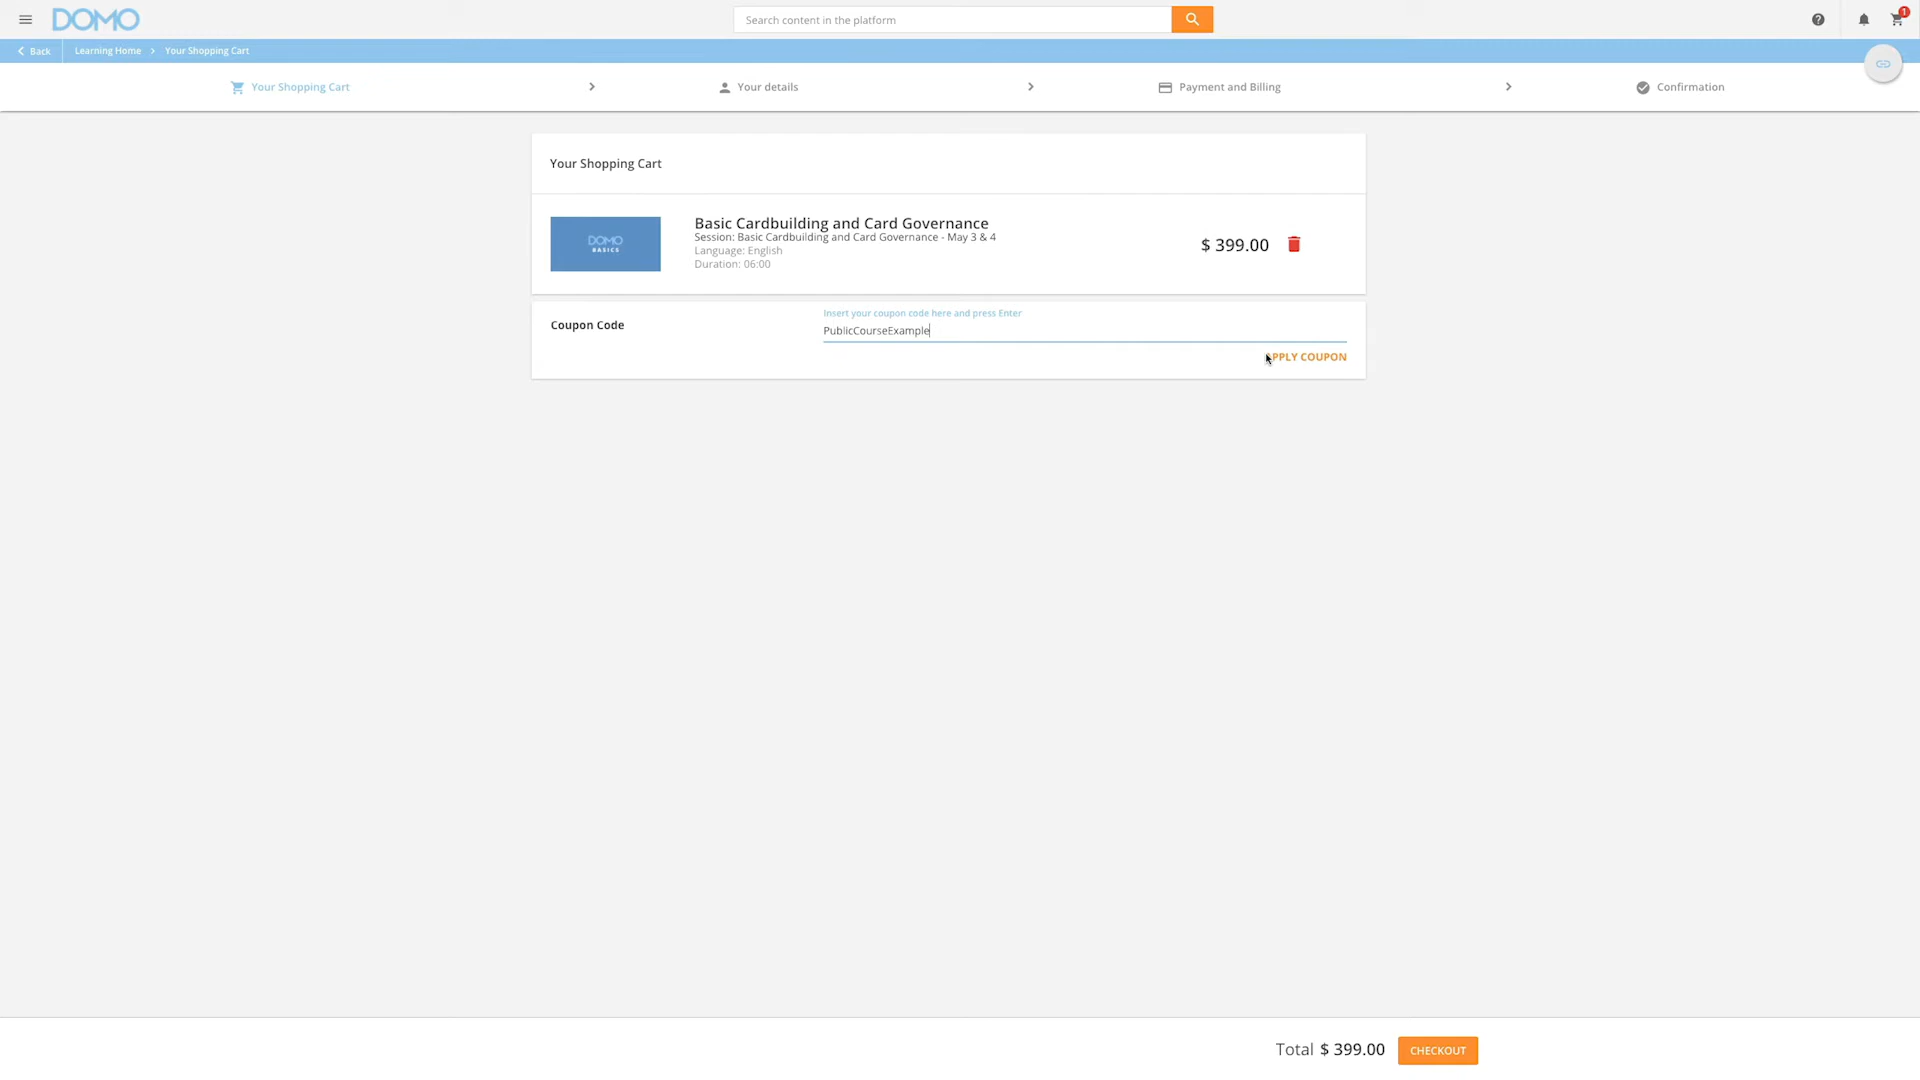 DOMO
Search content in the platform
1
Back
Learning Home
Your Shopping Cart
Your Shopping Cart
Your details
Payment and Billing
Confirmation
Your Shopping Cart
DOMO
BASICS
Basic Cardbuilding and Card Governance
Session: Basic Cardbuilding and Card Governance - May 3 & 4
Language: English
Duration: 06:00
$ 399.00
Coupon Code
Insert your coupon code here and press Enter
PublicCourseExample
APPLY COUPON
Total $ 399.00
CHECKOUT